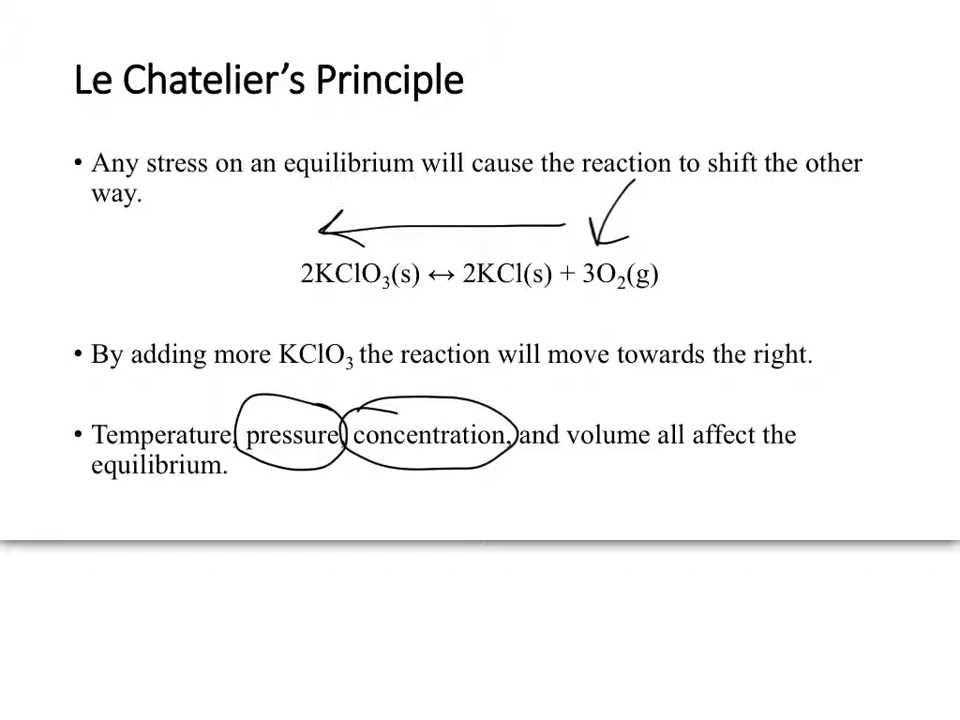 Le Chatelier’s Principle
• Any stress on an equilibrium will cause the reaction to shift the other
way.
2KClO₃(s) ↔ 2KCl(s) + 3O₂(g)
• By adding more KClO₃ the reaction will move towards the right.
• Temperature, pressure, concentration, and volume all affect the
equilibrium.